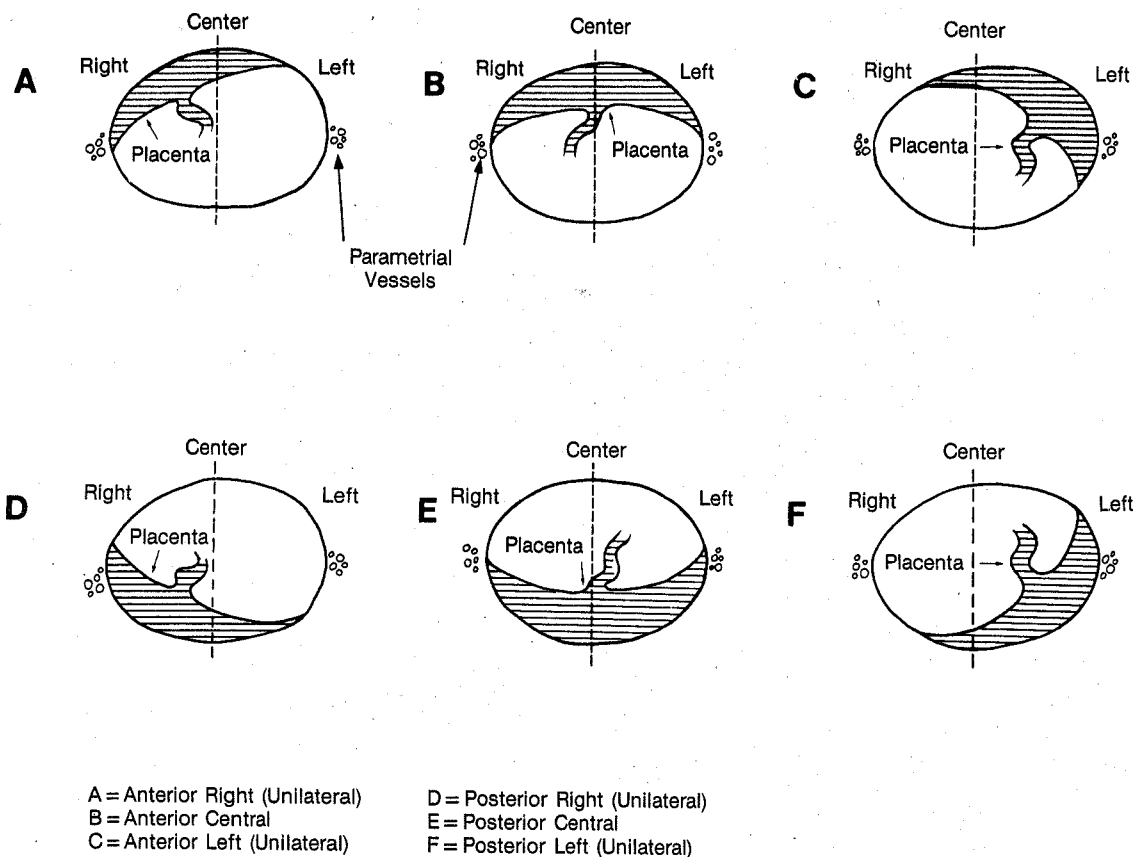 A
Center
Right
Left
Placenta
B
Center
Right
Left
Placenta
C
Center
Right
Left
Placenta
Parametrial
Vessels
D
Center
Right
Left
Placenta
E
Center
Right
Left
Placenta
F
Center
Right
Left
Placenta
A = Anterior Right (Unilateral)
B = Anterior Central
C = Anterior Left (Unilateral)
D = Posterior Right (Unilateral)
E = Posterior Central
F = Posterior Left (Unilateral)